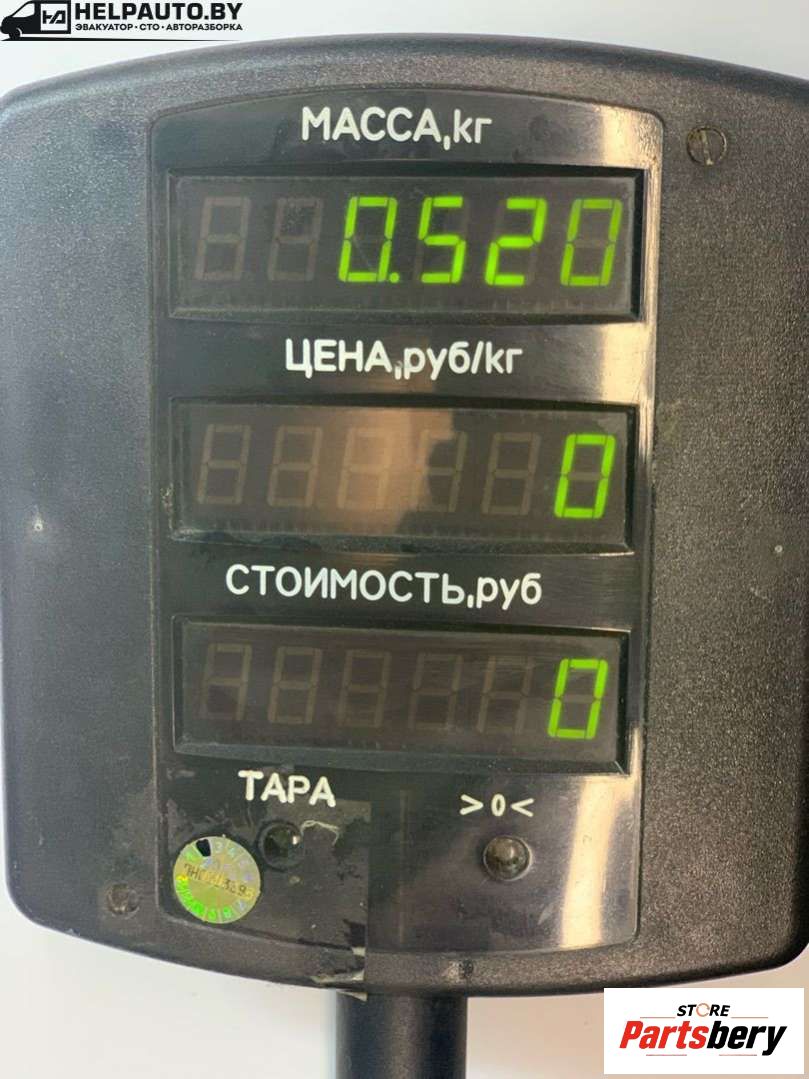 HELPAUTO.BY
ЭВАКУАТОР • СТО • АВТОРАЗБОРКА
МАССА,кг
0.520
ЦЕНА,руб/кг
0
СТОИМОСТЬ,руб
0
ТАРА
>0<
STORE
Partsbery